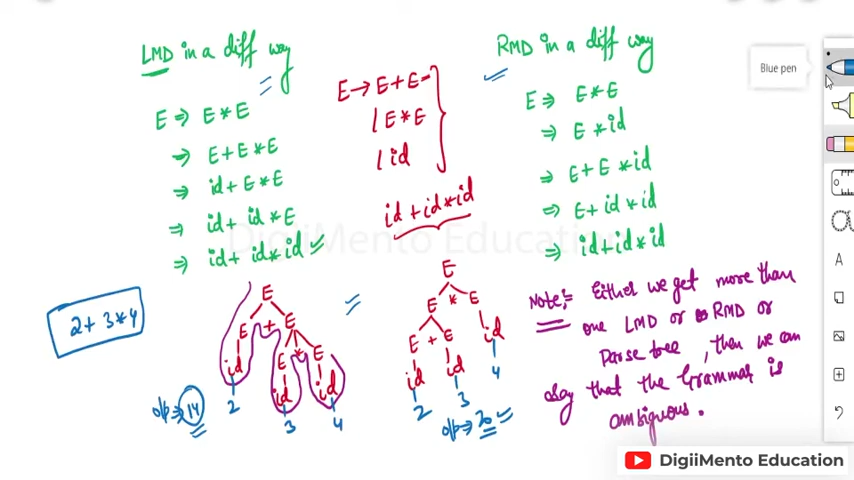 LMD in a diff way
E ⇒ E * E
⇒ E + E * E
⇒ id + E * E
⇒ id + id * E
⇒ id + id * id ✓
E → E + E
| E * E
| id
id + id * id
RMD in a diff way
E ⇒ E * E
⇒ E * id
⇒ E + E * id
⇒ E + id * id
⇒ id + id * id
Blue pen
DigiiMento Education
2 + 3 * 4
E
E + E
id E * E
id id
2 3 4
o/p ⇒ 14
E
E * E
E + E id
id id 4
2 3
o/p ⇒ 20 ✓
Note:- Either we get more than
one LMD or RMD or
Parse tree, then we can
say that the Grammar is
ambiguous.
A
DigiiMento Education